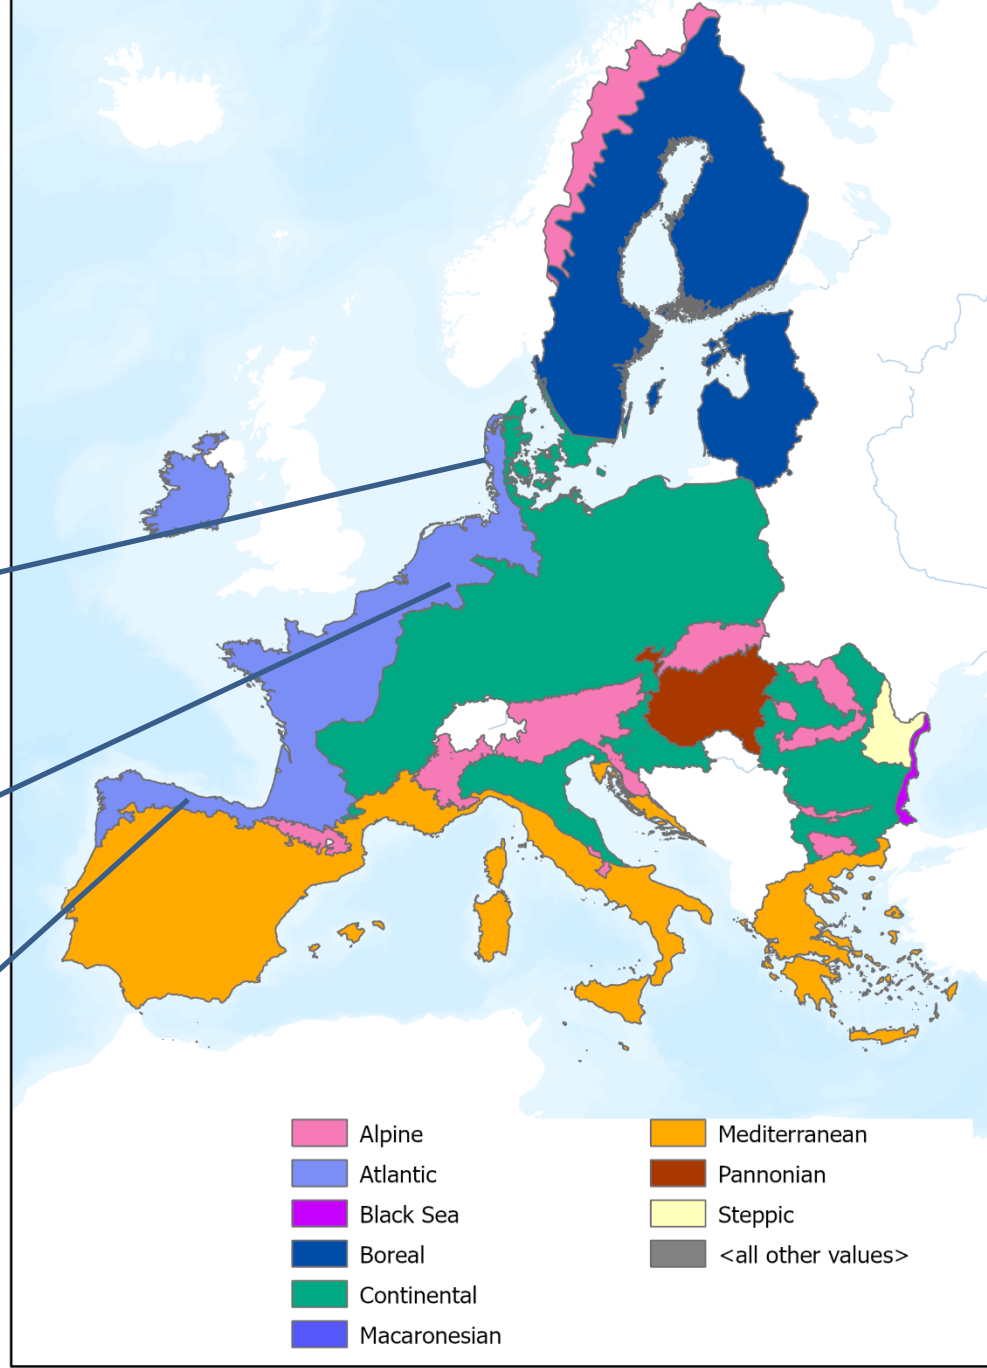 Alpine
Atlantic
Black Sea
Boreal
Continental
Macaronesian
Mediterranean
Pannonian
Steppic
<all other values>